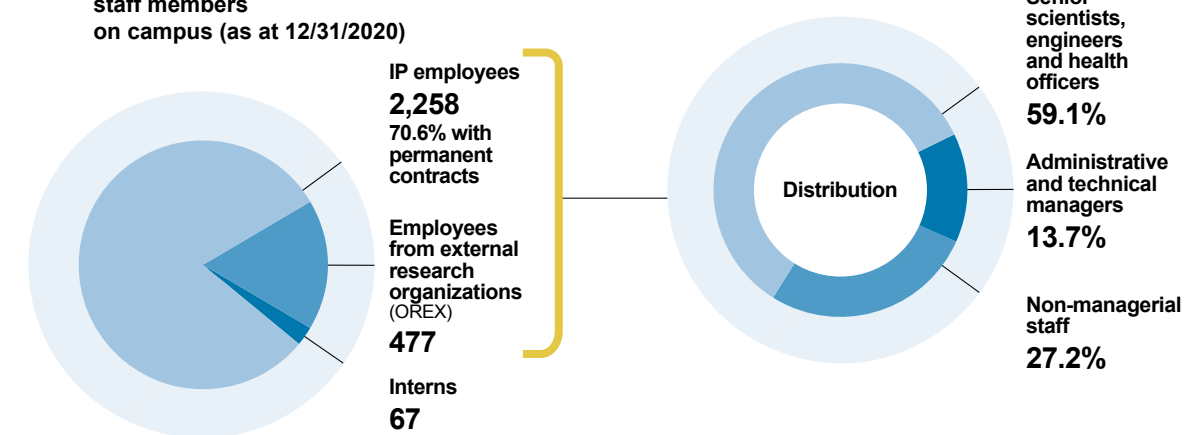 staff members
on campus (as at 12/31/2020)
IP employees
2,258
70.6% with
permanent
contracts
Employees
from external
research
organizations
(OREX)
477
Interns
67
Distribution
Senior
scientists,
engineers
and health
officers
59.1%
Administrative
and technical
managers
13.7%
Non-managerial
staff
27.2%